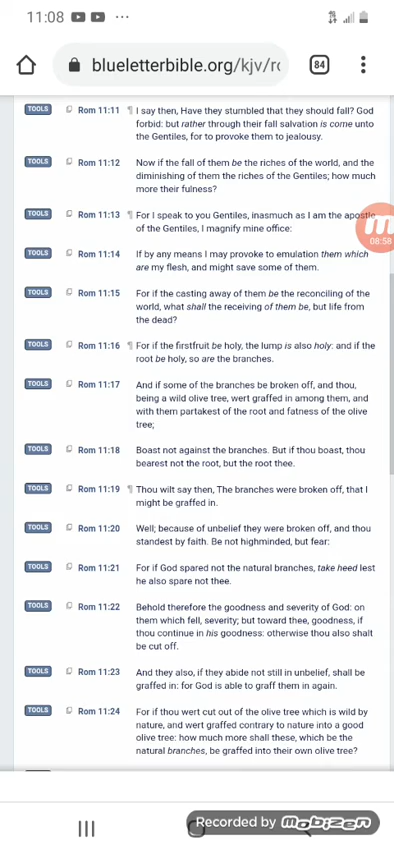 11:08
blueletterbible.org/kjv/r
84
TOOLS Rom 11:11 ¶ I say then, Have they stumbled that they should fall? God
forbid: but rather through their fall salvation is come unto
the Gentiles, for to provoke them to jealousy.
TOOLS Rom 11:12 Now if the fall of them be the riches of the world, and the
diminishing of them the riches of the Gentiles; how much
more their fulness?
TOOLS Rom 11:13 ¶ For I speak to you Gentiles, inasmuch as I am the apostle
of the Gentiles, I magnify mine office:
08:58
TOOLS Rom 11:14 If by any means I may provoke to emulation them which
are my flesh, and might save some of them.
TOOLS Rom 11:15 For if the casting away of them be the reconciling of the
world, what shall the receiving of them be, but life from
the dead?
TOOLS Rom 11:16 ¶ For if the firstfruit be holy, the lump is also holy: and if the
root be holy, so are the branches.
TOOLS Rom 11:17 And if some of the branches be broken off, and thou,
being a wild olive tree, wert graffed in among them, and
with them partakest of the root and fatness of the olive
tree;
TOOLS Rom 11:18 Boast not against the branches. But if thou boast, thou
bearest not the root, but the root thee.
TOOLS Rom 11:19 ¶ Thou wilt say then, The branches were broken off, that I
might be graffed in.
TOOLS Rom 11:20 Well; because of unbelief they were broken off, and thou
standest by faith. Be not highminded, but fear:
TOOLS Rom 11:21 For if God spared not the natural branches, take heed lest
he also spare not thee.
TOOLS Rom 11:22 Behold therefore the goodness and severity of God: on
them which fell, severity; but toward thee, goodness, if
thou continue in his goodness: otherwise thou also shalt
be cut off.
TOOLS Rom 11:23 And they also, if they abide not still in unbelief, shall be
graffed in: for God is able to graff them in again.
TOOLS Rom 11:24 For if thou wert cut out of the olive tree which is wild by
nature, and wert graffed contrary to nature into a good
olive tree: how much more shall these, which be the
natural branches, be graffed into their own olive tree?
Recorded by mobizen